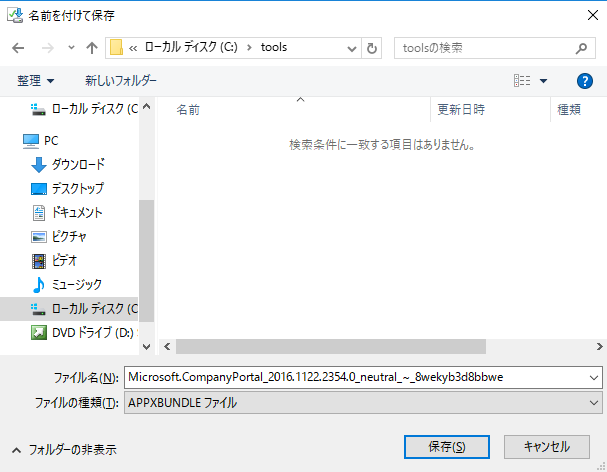 名前を付けて保存
« ローカル ディスク (C:) > tools
toolsの検索
整理
新しいフォルダー
?
名前
更新日時
種類
検索条件に一致する項目はありません。
ローカル ディスク (C
PC
ダウンロード
デスクトップ
ドキュメント
ピクチャ
ビデオ
ミュージック
ローカル ディスク (C
DVD ドライブ (D:)
ファイル名(N):
Microsoft.CompanyPortal_2016.1122.2354.0_neutral_~_8wekyb3d8bbwe
ファイルの種類(T):
APPXBUNDLE ファイル
フォルダーの非表示
保存(S)
キャンセル